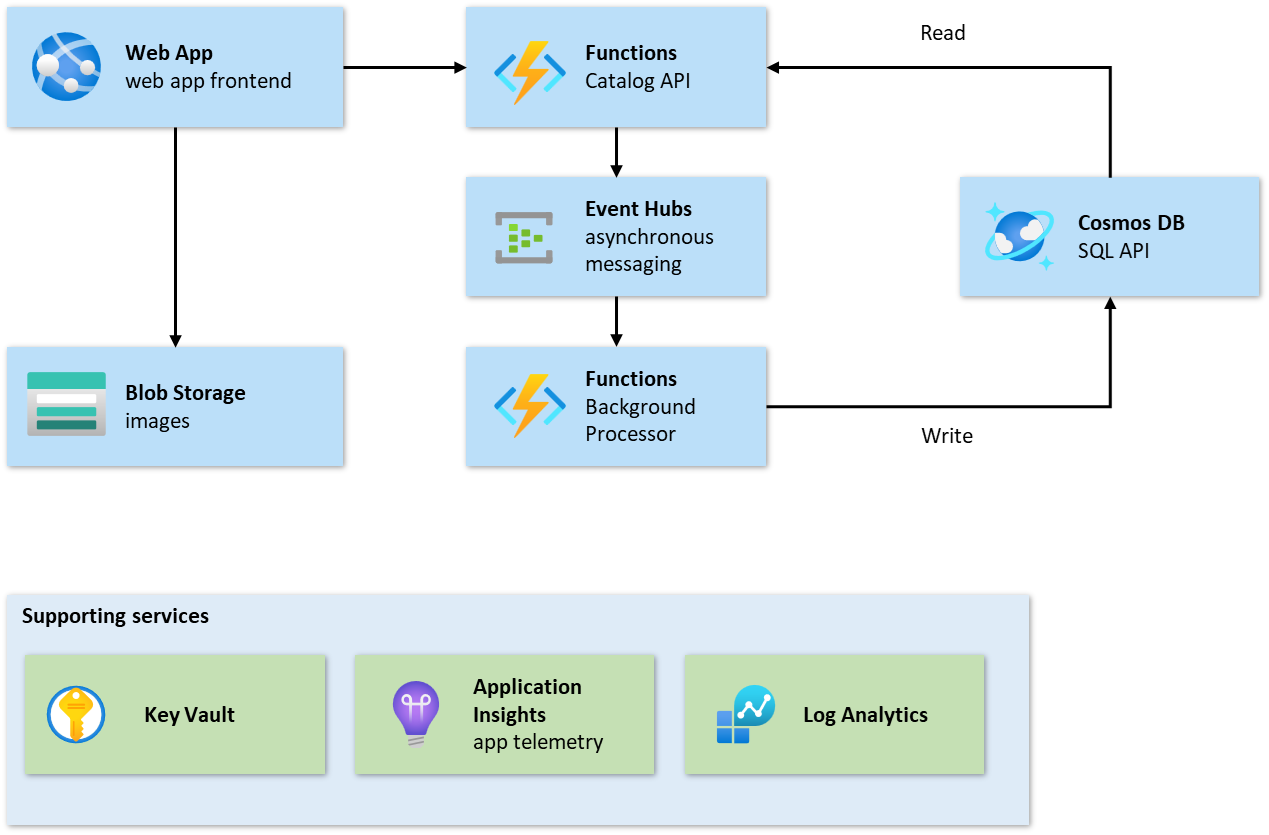 Web App
web app frontend
Functions
Catalog API
Read
Event Hubs
asynchronous
messaging
Cosmos DB
SQL API
Blob Storage
images
Functions
Background
Processor
Write
Supporting services
Key Vault
Application
Insights
app telemetry
Log Analytics